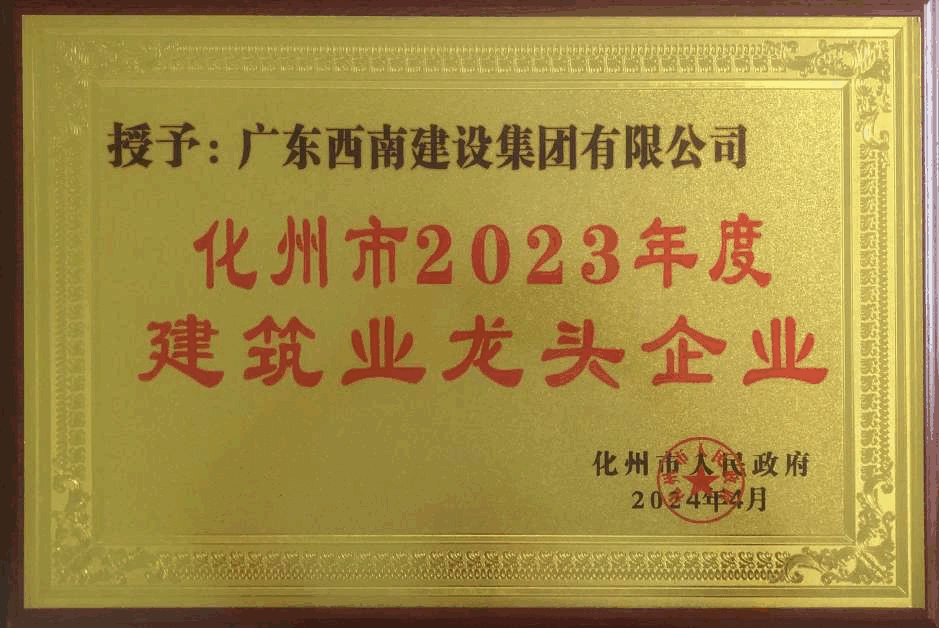 授予：广东西南建设集团有限公司
化州市2023年度
建筑业龙头企业
化州市人民政府
2024年4月